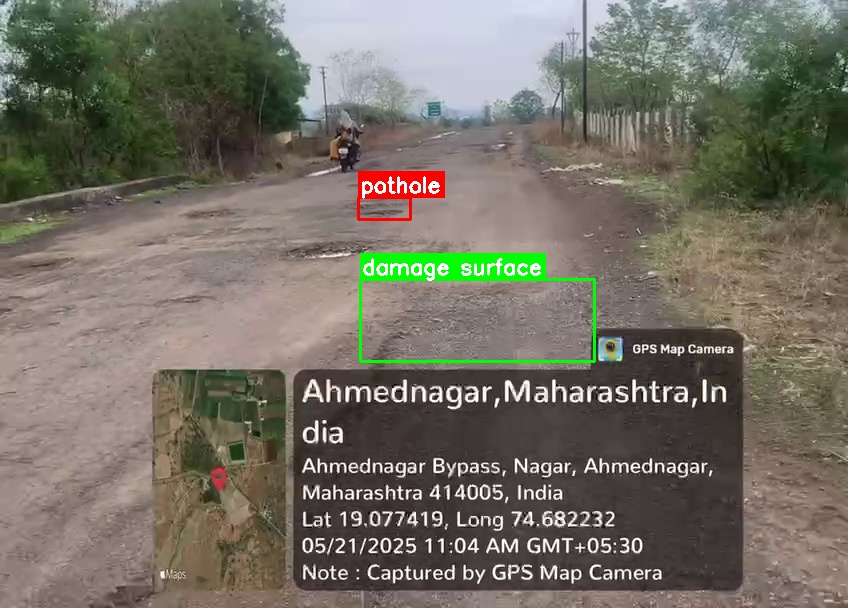 pothole
damage surface
GPS Map Camera
Ahmednagar,Maharashtra,In
dia
Ahmednagar Bypass, Nagar, Ahmednagar,
Maharashtra 414005, India
Lat 19.077419, Long 74.682232
05/21/2025 11:04 AM GMT+05:30
Note : Captured by GPS Map Camera
Maps